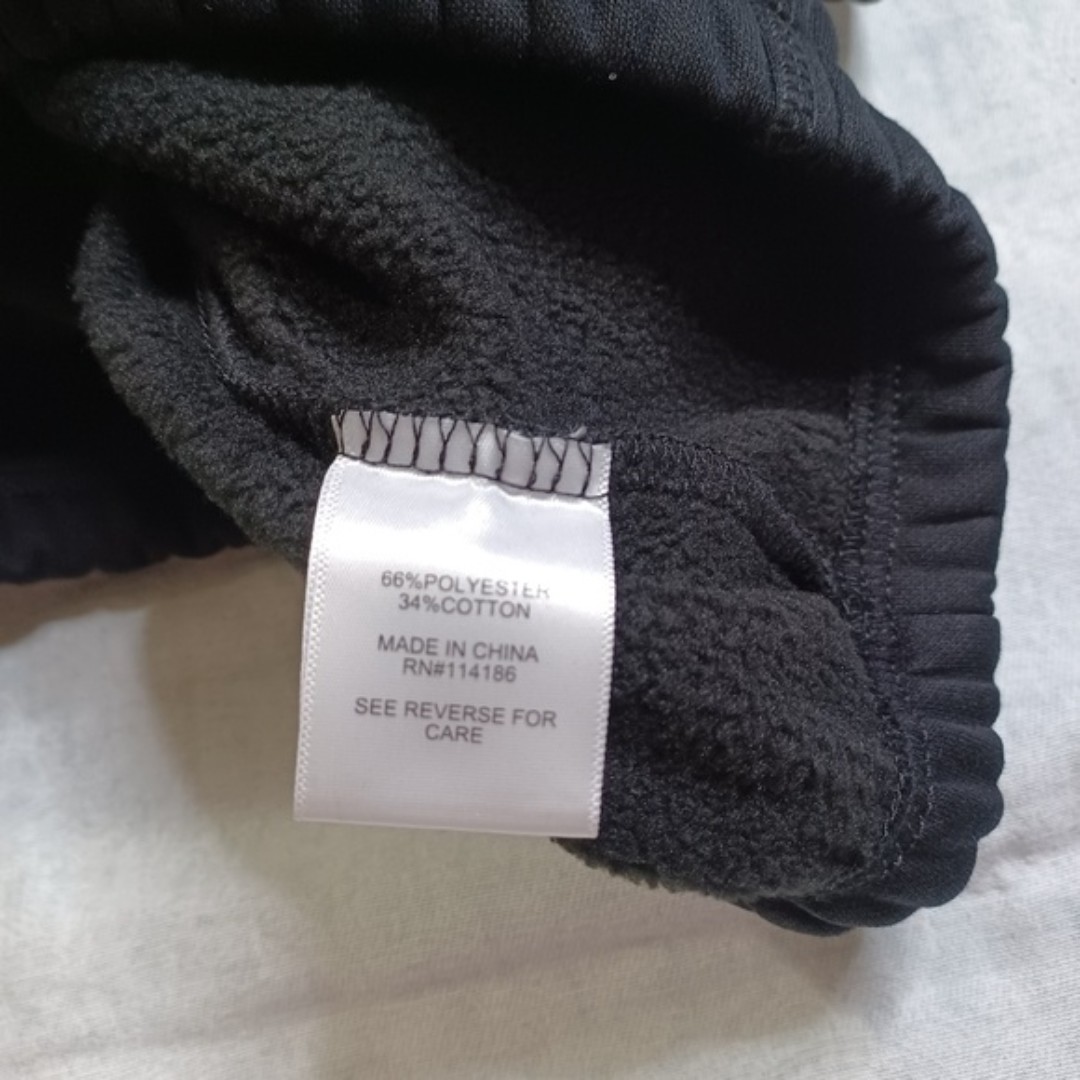 66%POLYESTER
34%COTTON
MADE IN CHINA
RN#114186
SEE REVERSE FOR
CARE